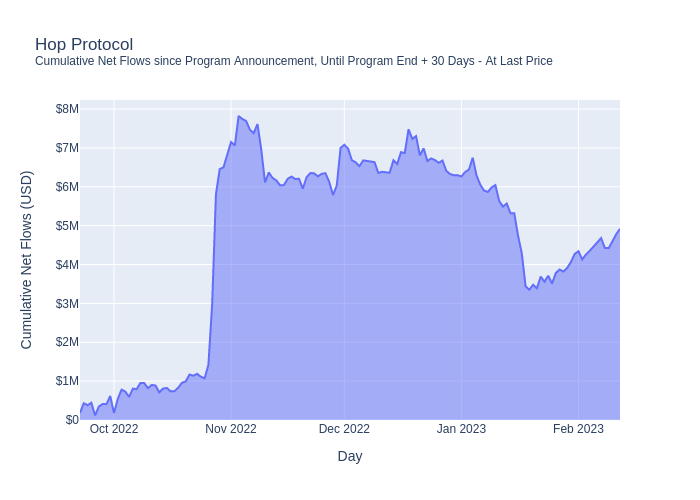 Hop Protocol
Cumulative Net Flows since Program Announcement, Until Program End + 30 Days - At Last Price
$8M
$7M
$6M
$5M
$4M
$3M
$2M
$1M
$0
Cumulative Net Flows (USD)
Oct 2022
Nov 2022
Dec 2022
Jan 2023
Feb 2023
Day